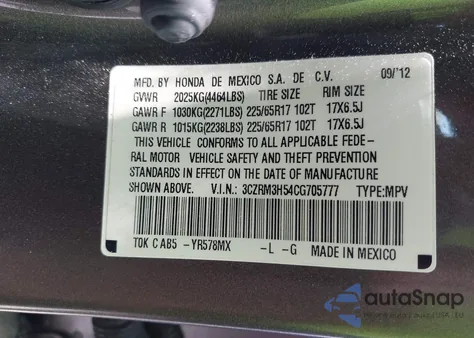 MFD. BY HONDA DE MEXICO S.A. DE C.V. 09/'12
GVWR 2025KG(4464LBS) TIRE SIZE RIM SIZE
GAWR F 1030KG(2271LBS) 225/65R17 102T 17X6.5J
GAWR R 1015KG(2238LBS) 225/65R17 102T 17X6.5J
THIS VEHICLE CONFORMS TO ALL APPLICABLE FEDE-
RAL MOTOR VEHICLE SAFETY AND THEFT PREVENTION
STANDARDS IN EFFECT ON THE DATE OF MANUFACTURE
SHOWN ABOVE. V.I.N.: 3CZRM3H54CG705777 TYPE:MPV
TOK C AB5 -YR578MX -L -G MADE IN MEXICO
autoSnap